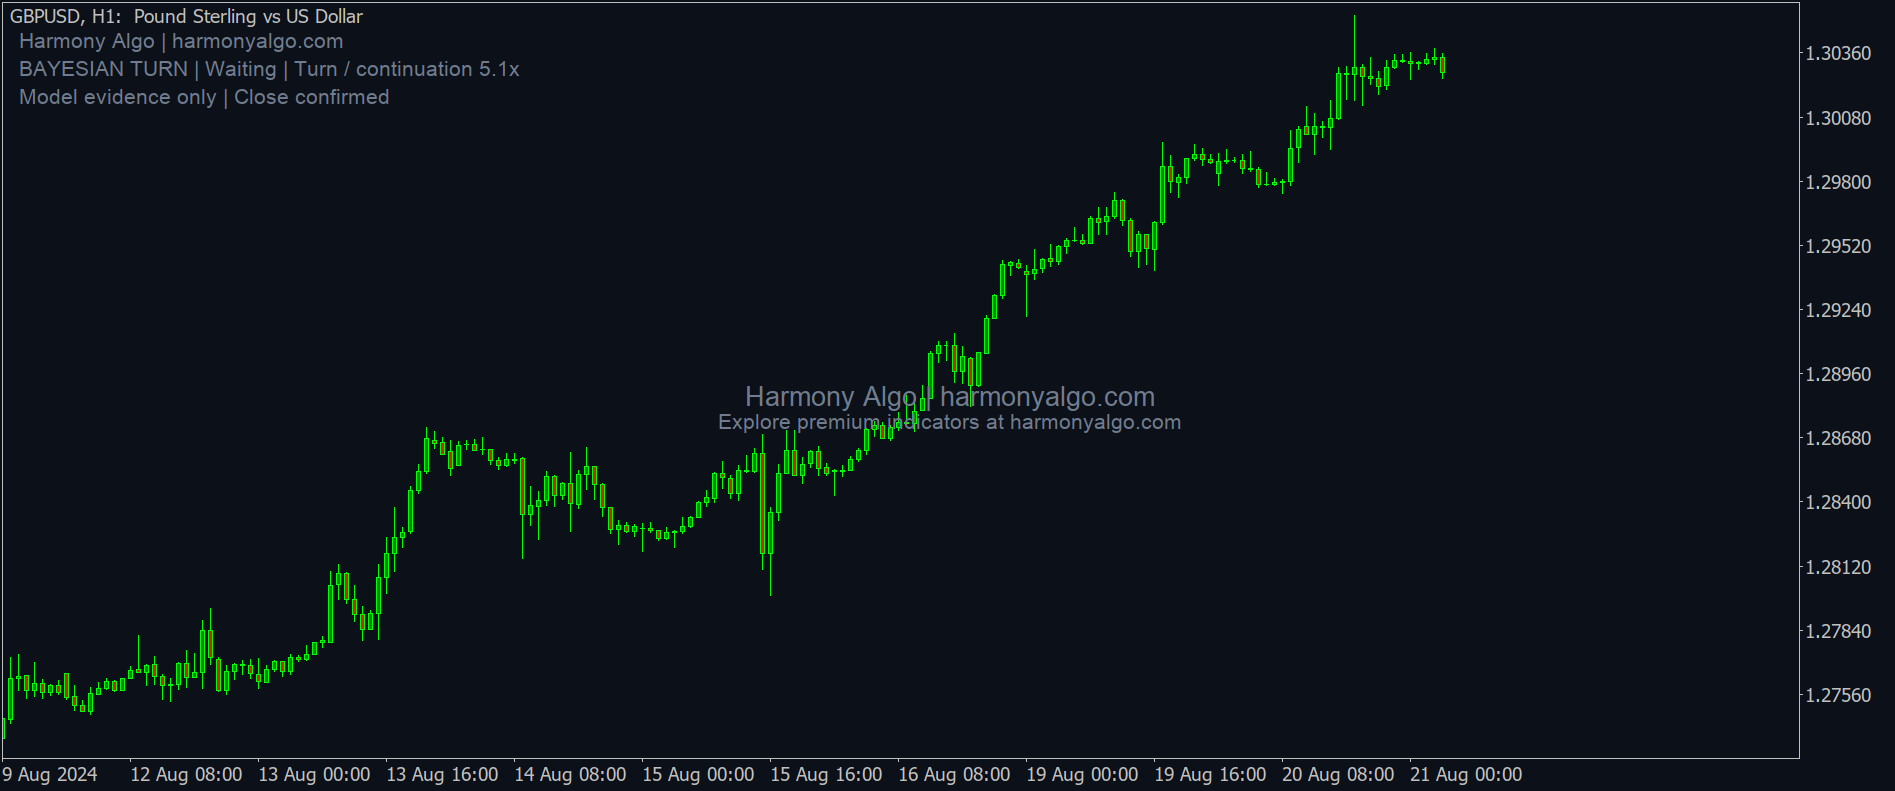 GBPUSD, H1: Pound Sterling vs US Dollar
Harmony Algo | harmonyalgo.com
BAYESIAN TURN | Waiting | Turn / continuation 5.1x
Model evidence only | Close confirmed
1.30360
1.30080
1.29800
1.29520
1.29240
1.28960
Harmony Algo | harmonyalgo.com
Explore premium indicators at harmonyalgo.com
1.28680
1.28400
1.28120
1.27840
1.27560
9 Aug 2024 12 Aug 08:00 13 Aug 00:00 13 Aug 16:00 14 Aug 08:00 15 Aug 00:00 15 Aug 16:00 16 Aug 08:00 19 Aug 00:00 19 Aug 16:00 20 Aug 08:00 21 Aug 00:00